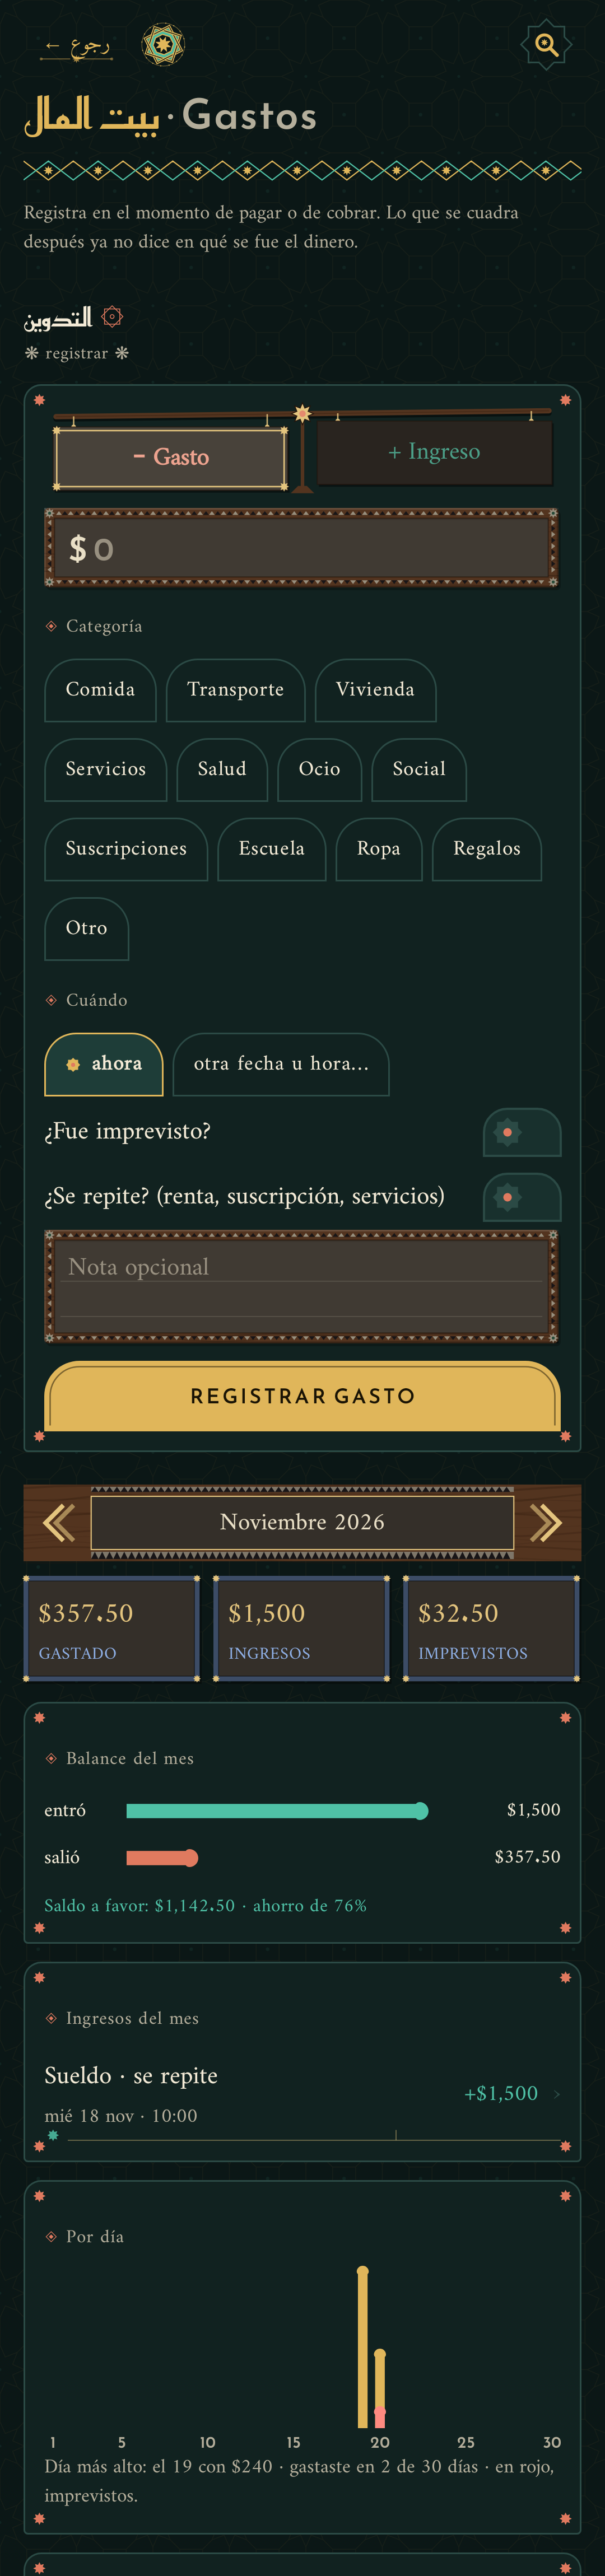 ← رجوع
بيت المال · Gastos
Registra en el momento de pagar o de cobrar. Lo que se cuadra
después ya no dice en qué se fue el dinero.
التدوين
registrar
− Gasto
+ Ingreso
$ 0
Categoría
Comida
Transporte
Vivienda
Servicios
Salud
Ocio
Social
Suscripciones
Escuela
Ropa
Regalos
Otro
Cuándo
ahora
otra fecha u hora...
¿Fue imprevisto?
¿Se repite? (renta, suscripción, servicios)
Nota opcional
REGISTRAR GASTO
Noviembre 2026
$357.50
GASTADO
$1,500
INGRESOS
$32.50
IMPREVISTOS
Balance del mes
entró $1,500
salió $357.50
Saldo a favor: $1,142.50 · ahorro de 76%
Ingresos del mes
Sueldo · se repite
+$1,500 ›
mié 18 nov · 10:00
Por día
1 5 10 15 20 25 30
Día más alto: el 19 con $240 · gastaste en 2 de 30 días · en rojo,
imprevistos.